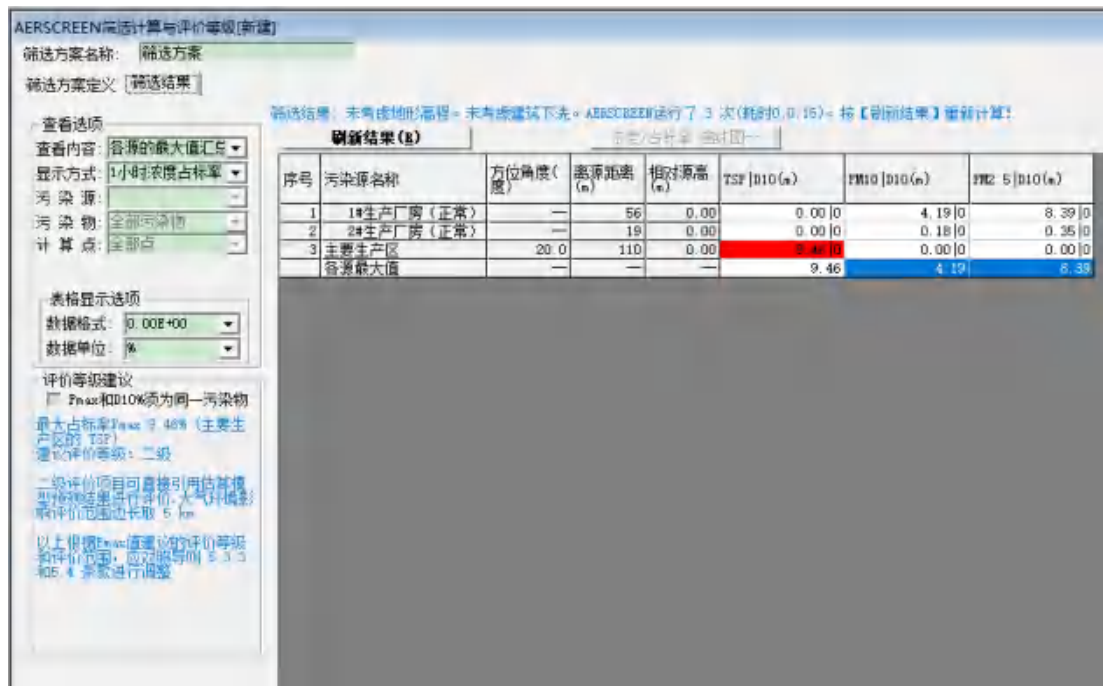 AERSCREEN筛选计算与评价等级[新建]
筛选方案名称: 筛选方案
筛选方案定义 筛选结果
筛选结果: 未考虑地形高程。未考虑建筑下洗。AERSCREEN运行了 3 次(耗时0:0:15)。按【刷新结果】重新计算!
查看选项
查看内容: 各源的最大值汇总
显示方式: 1小时浓度占标率
污 染 源:
污 染 物: 全部污染物
计 算 点: 全部点
刷新结果(R)
序号 污染源名称 方位角度(度) 离源距离(m) 相对源高(m) TSP|D10(m) PM10|D10(m) PM2.5|D10(m)
1 1#生产厂房(正常) — 56 0.00 0.00|0 4.19|0 8.39|0
2 2#生产厂房(正常) — 19 0.00 0.00|0 0.18|0 0.35|0
3 主要生产区 20.0 110 0.00 9.46|0 0.00|0 0.00|0
各源最大值 — — — 9.46 4.19 8.39
表格显示选项
数据格式: 0.00E+00
数据单位: %
评价等级建议
Pmax和D10%须为同一污染物
最大占标率Pmax 9.46% (主要生
产区的 TSP)
建议评价等级: 二级
二级评价项目可直接引用估算模
型预测结果进行评价,大气环境影
响评价范围边长取 5 km
以上根据Pmax值建议的评价等级
和评价范围,应对照导则 5.3.3
和5.4 条款进行调整